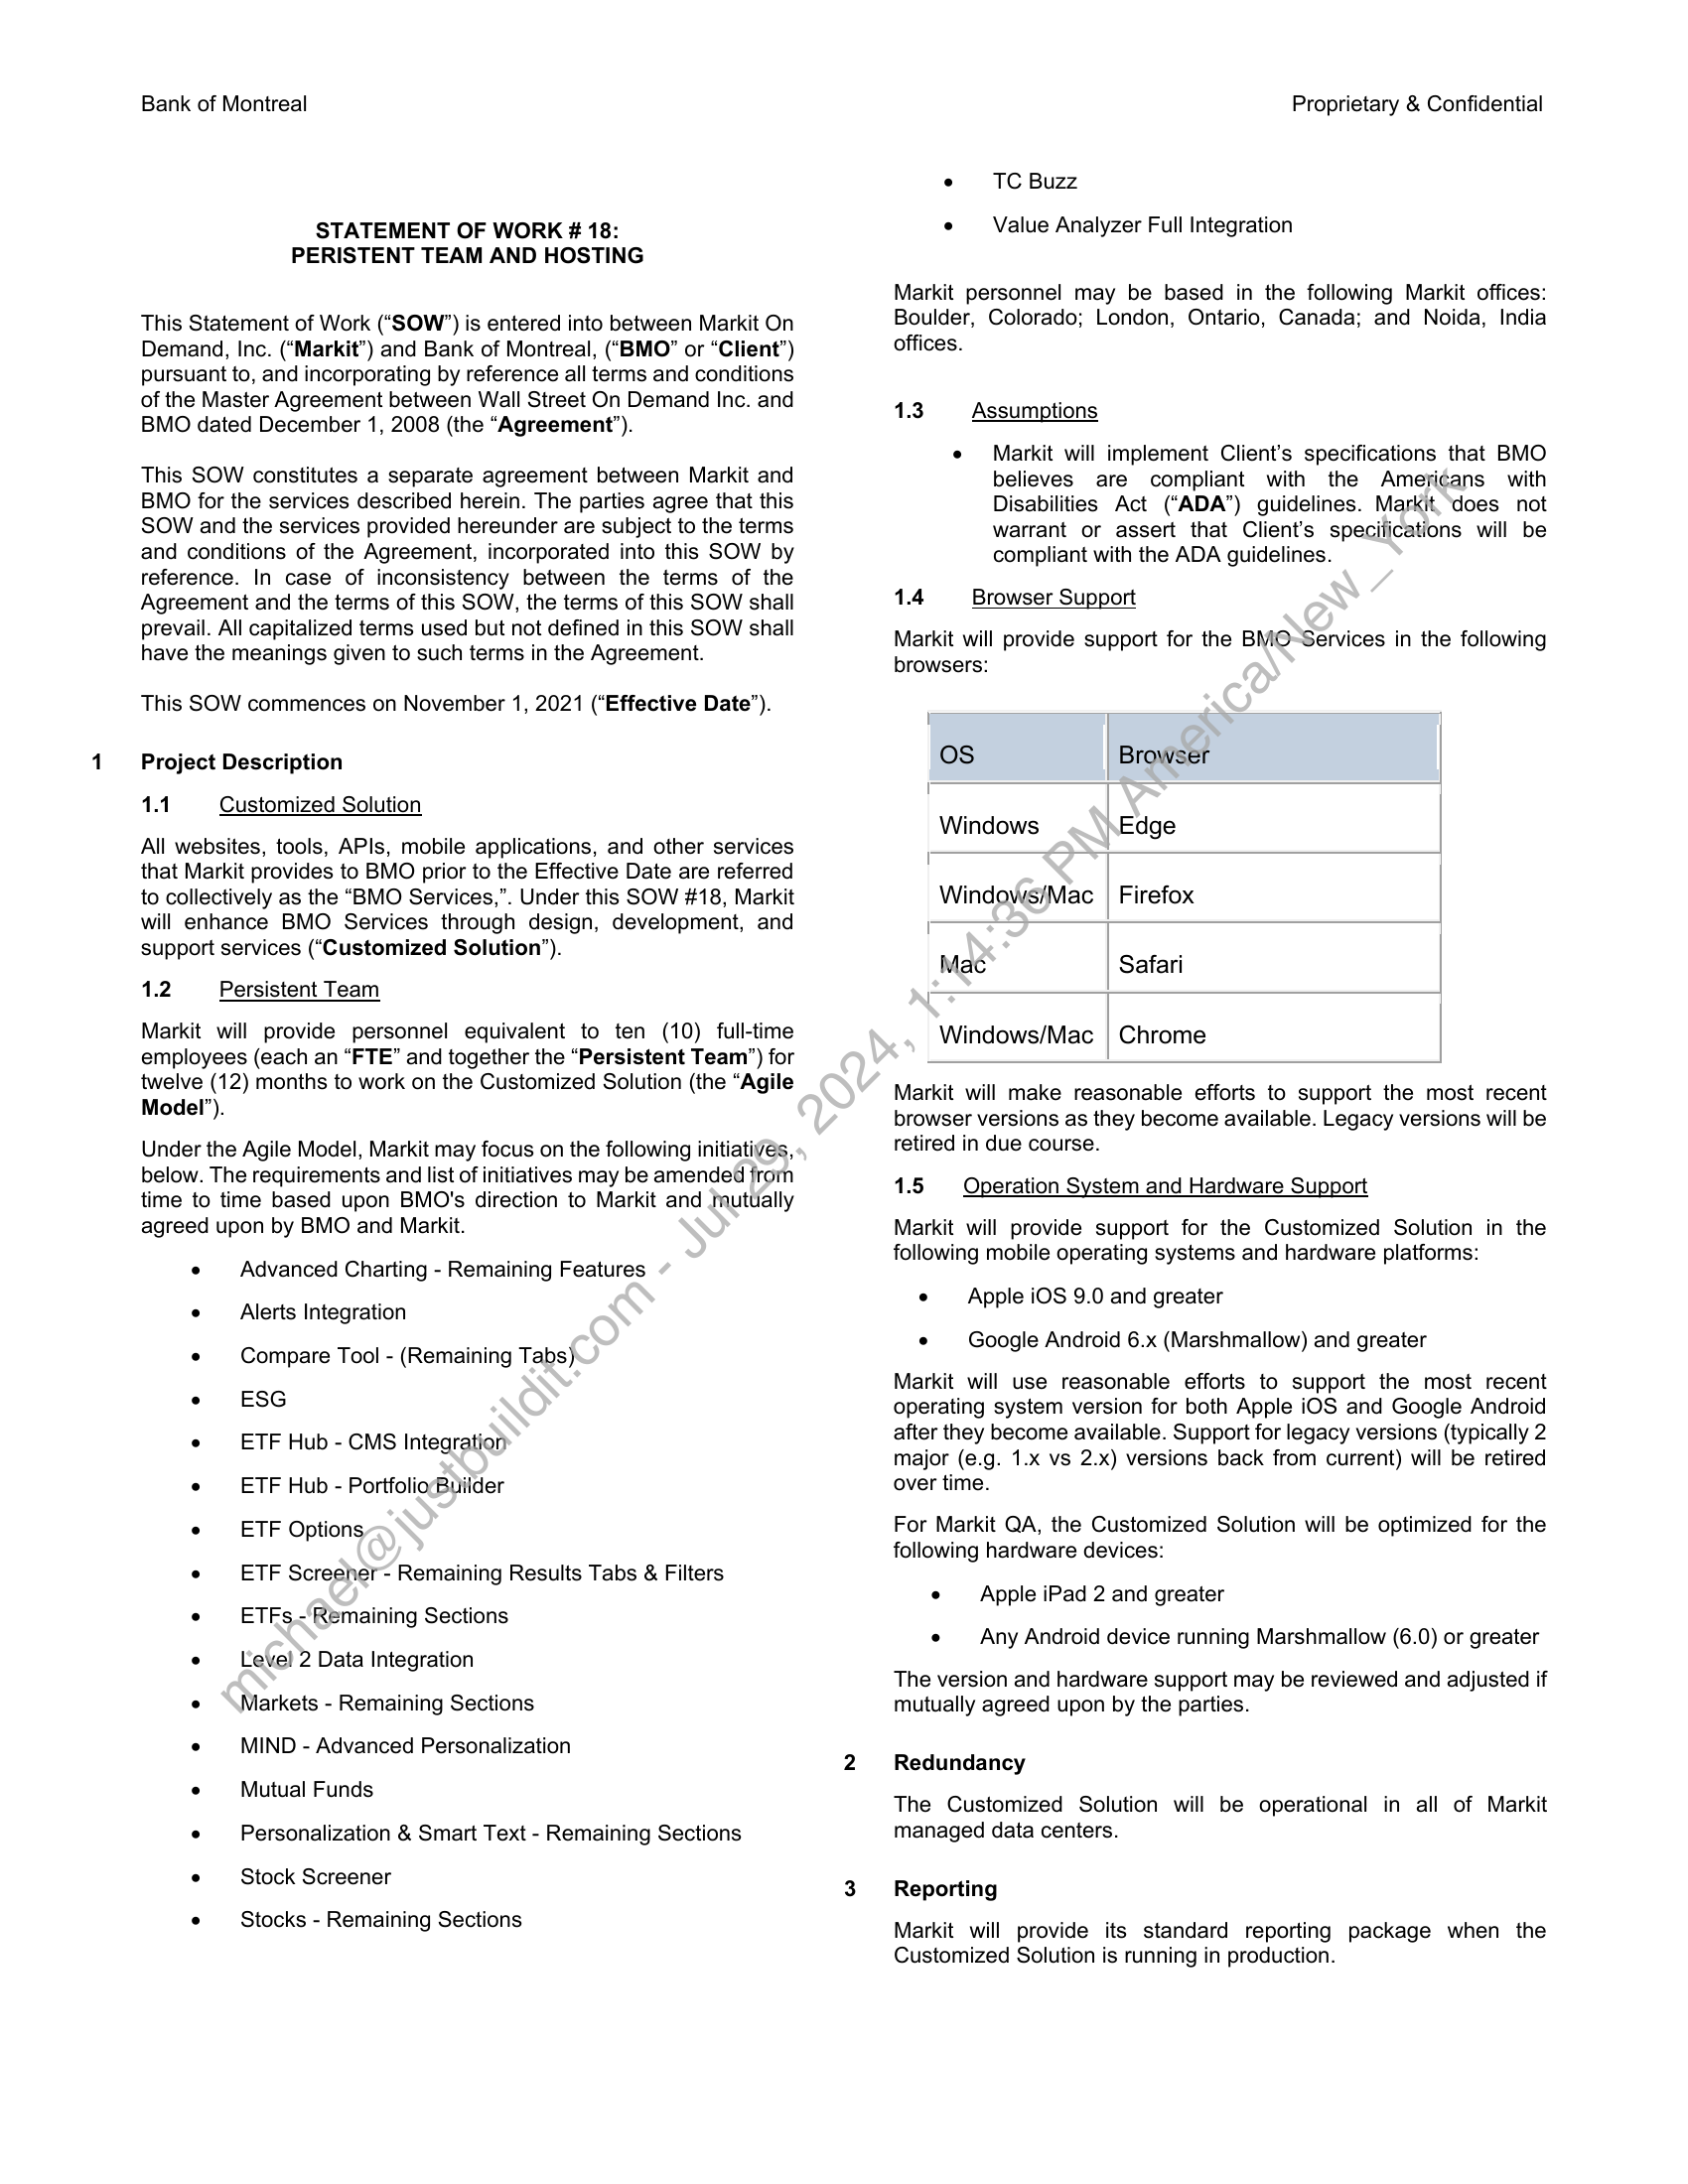 Bank of Montreal
Proprietary & Confidential
STATEMENT OF WORK # 18:
PERISTENT TEAM AND HOSTING
This Statement of Work (“SOW”) is entered into between Markit On
Demand, Inc. (“Markit”) and Bank of Montreal, (“BMO” or “Client”)
pursuant to, and incorporating by reference all terms and conditions
of the Master Agreement between Wall Street On Demand Inc. and
BMO dated December 1, 2008 (the “Agreement”).
This SOW constitutes a separate agreement between Markit and
BMO for the services described herein. The parties agree that this
SOW and the services provided hereunder are subject to the terms
and conditions of the Agreement, incorporated into this SOW by
reference. In case of inconsistency between the terms of the
Agreement and the terms of this SOW, the terms of this SOW shall
prevail. All capitalized terms used but not defined in this SOW shall
have the meanings given to such terms in the Agreement.
This SOW commences on November 1, 2021 (“Effective Date”).
1 Project Description
1.1 Customized Solution
All websites, tools, APIs, mobile applications, and other services
that Markit provides to BMO prior to the Effective Date are referred
to collectively as the “BMO Services,”. Under this SOW #18, Markit
will enhance BMO Services through design, development, and
support services (“Customized Solution”).
1.2 Persistent Team
Markit will provide personnel equivalent to ten (10) full-time
employees (each an “FTE” and together the “Persistent Team”) for
twelve (12) months to work on the Customized Solution (the “Agile
Model”).
Under the Agile Model, Markit may focus on the following initiatives,
below. The requirements and list of initiatives may be amended from
time to time based upon BMO's direction to Markit and mutually
agreed upon by BMO and Markit.
• Advanced Charting - Remaining Features
• Alerts Integration
• Compare Tool - (Remaining Tabs)
• ESG
• ETF Hub - CMS Integration
• ETF Hub - Portfolio Builder
• ETF Options
• ETF Screener - Remaining Results Tabs & Filters
• ETFs - Remaining Sections
• Level 2 Data Integration
• Markets - Remaining Sections
• MIND - Advanced Personalization
• Mutual Funds
• Personalization & Smart Text - Remaining Sections
• Stock Screener
• Stocks - Remaining Sections
• TC Buzz
• Value Analyzer Full Integration
Markit personnel may be based in the following Markit offices:
Boulder, Colorado; London, Ontario, Canada; and Noida, India
offices.
1.3 Assumptions
• Markit will implement Client’s specifications that BMO
believes are compliant with the Americans with
Disabilities Act (“ADA”) guidelines. Markit does not
warrant or assert that Client’s specifications will be
compliant with the ADA guidelines.
1.4 Browser Support
Markit will provide support for the BMO Services in the following
browsers:
OS Browser
Windows Edge
Windows/Mac Firefox
Mac Safari
Windows/Mac Chrome
Markit will make reasonable efforts to support the most recent
browser versions as they become available. Legacy versions will be
retired in due course.
1.5 Operation System and Hardware Support
Markit will provide support for the Customized Solution in the
following mobile operating systems and hardware platforms:
• Apple iOS 9.0 and greater
• Google Android 6.x (Marshmallow) and greater
Markit will use reasonable efforts to support the most recent
operating system version for both Apple iOS and Google Android
after they become available. Support for legacy versions (typically 2
major (e.g. 1.x vs 2.x) versions back from current) will be retired
over time.
For Markit QA, the Customized Solution will be optimized for the
following hardware devices:
• Apple iPad 2 and greater
• Any Android device running Marshmallow (6.0) or greater
The version and hardware support may be reviewed and adjusted if
mutually agreed upon by the parties.
2 Redundancy
The Customized Solution will be operational in all of Markit
managed data centers.
3 Reporting
Markit will provide its standard reporting package when the
Customized Solution is running in production.
michael@justbuildit.com - Jul 29, 2024, 1:14:36 PM America/New_York